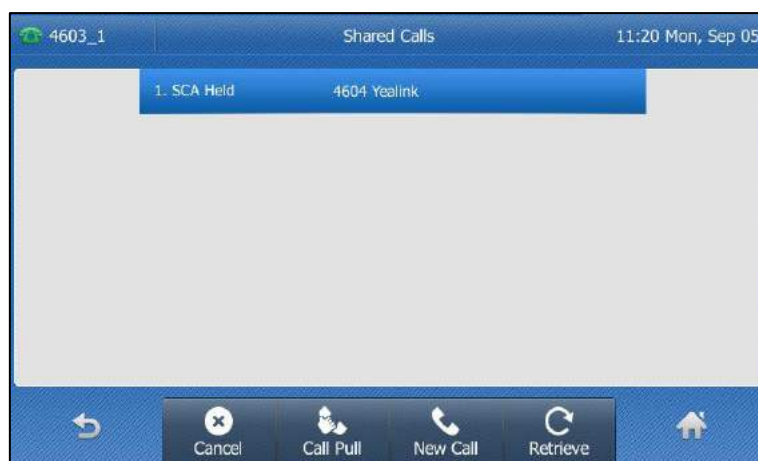 4603_1 Shared Calls 11:20 Mon, Sep 05
1. SCA Held 4604 Yealink
Cancel Call Pull New Call Retrieve